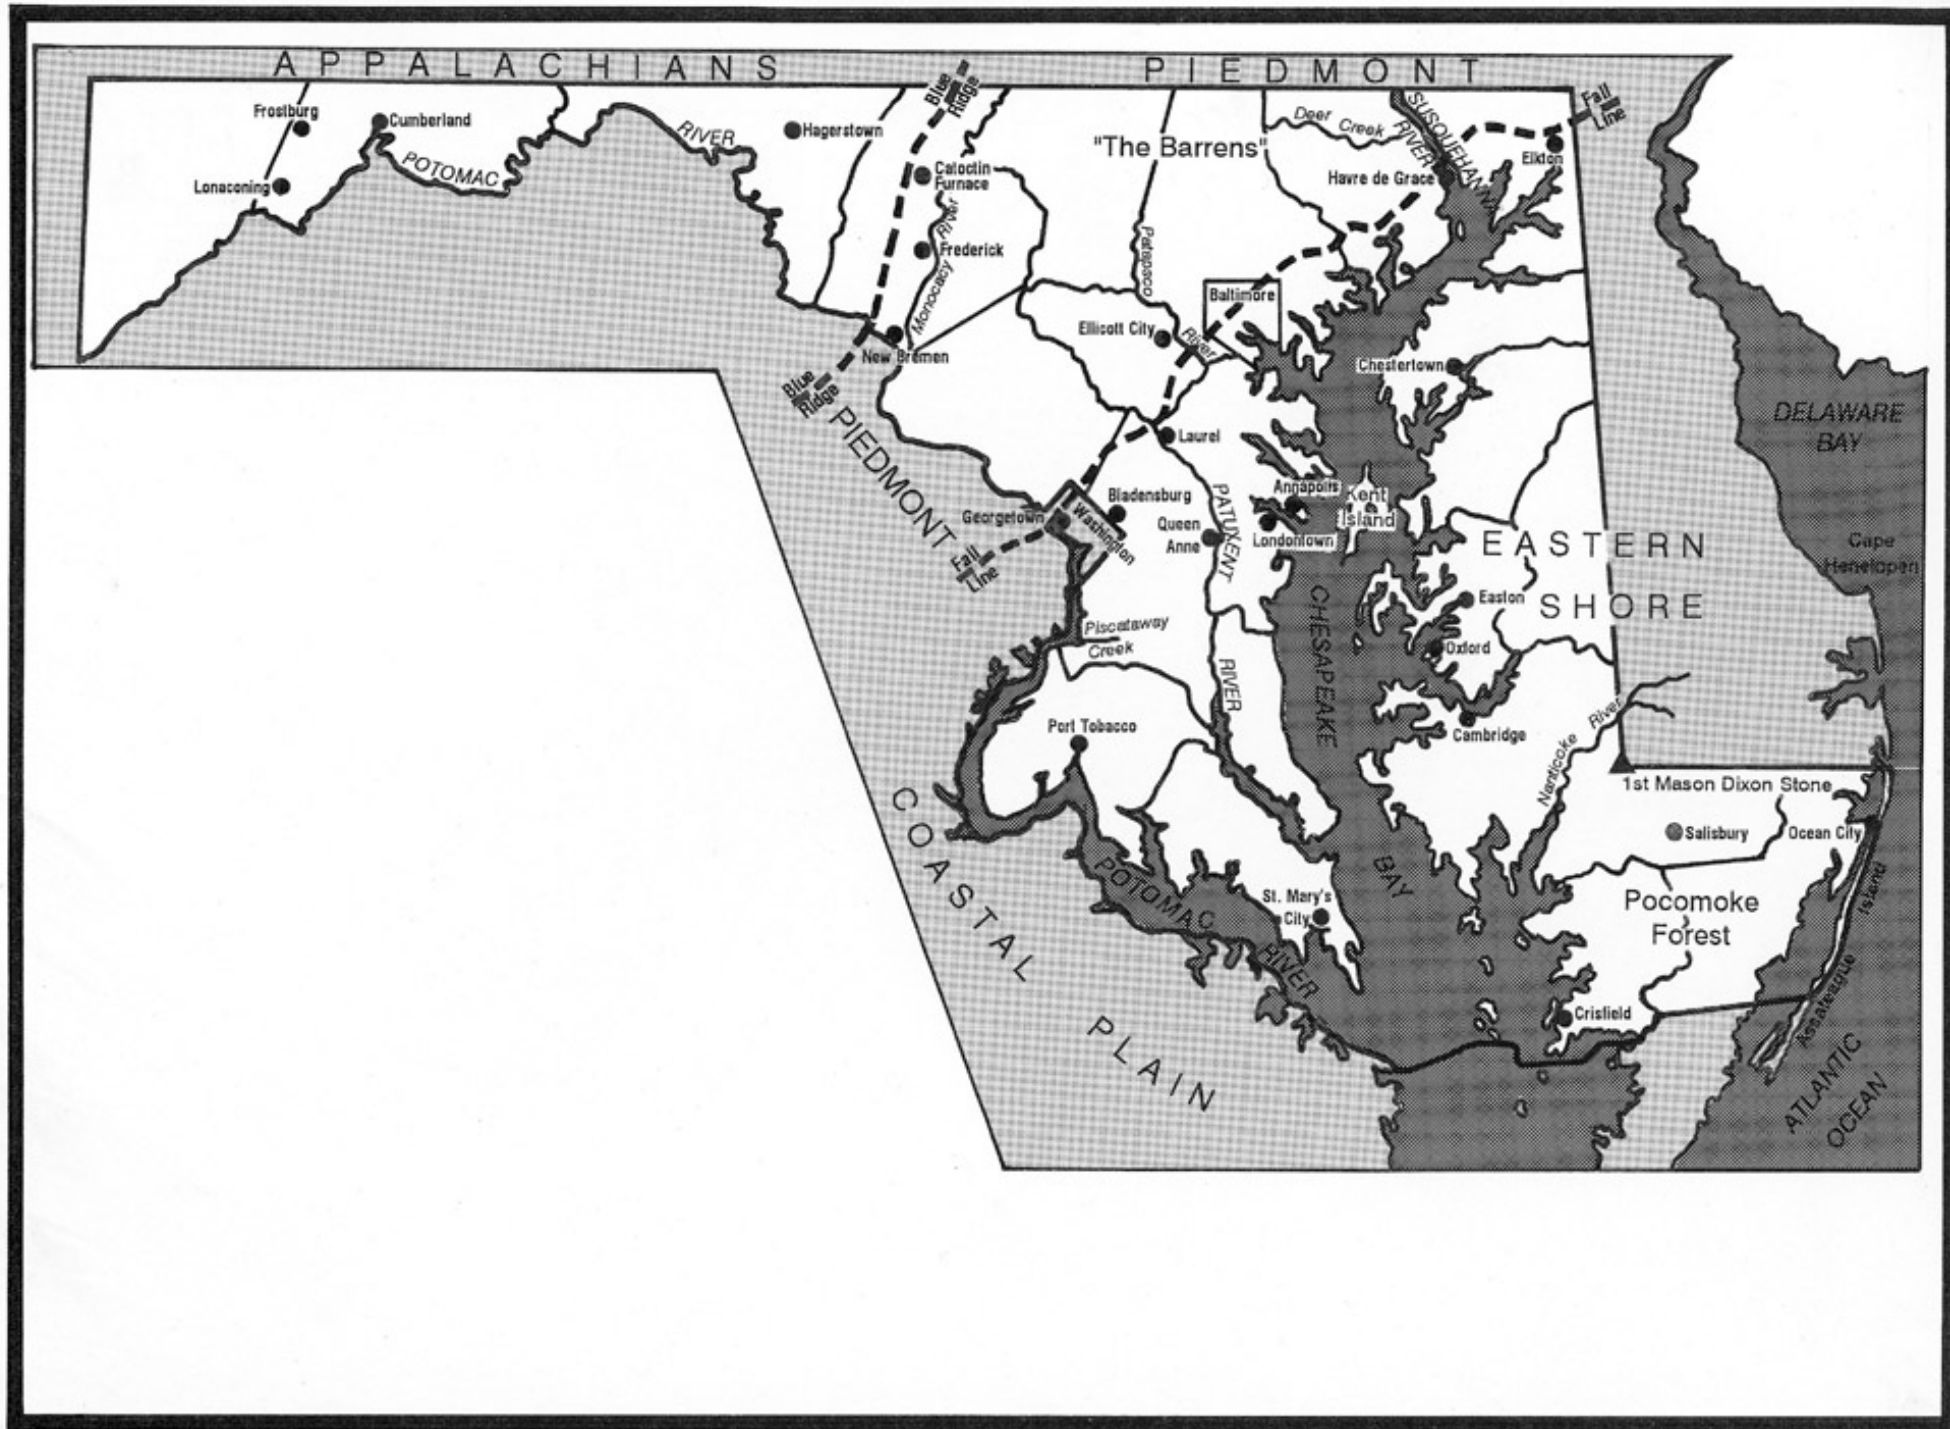 APPALACHIANS
PIEDMONT
Blue
Ridge
Fall
Line
Frostburg
Cumberland
Lonaconing
POTOMAC
RIVER
Hagerstown
Catoctin
Furnace
Frederick
Monocacy
River
New Bremen
Blue
Ridge
"The Barrens"
Deer Creek
SUSQUEHANNA
RIVER
Elkton
Havre de Grace
Patapsco
River
Baltimore
Ellicott City
Chestertown
PIEDMONT
Laurel
DELAWARE
BAY
Georgetown
Washington
Bladensburg
Queen
Anne
PATUXENT
RIVER
Annapolis
Londontown
Kent
Island
EASTERN
SHORE
Cape
Henelopen
Fall
Line
Easton
Oxford
Cambridge
CHESAPEAKE
BAY
Piscataway
Creek
Port Tobacco
Nanticoke River
1st Mason Dixon Stone
Salisbury
Ocean City
COASTAL
PLAIN
POTOMAC
RIVER
St. Mary's
City
Pocomoke
Forest
Crisfield
Assateague
Island
ATLANTIC
OCEAN